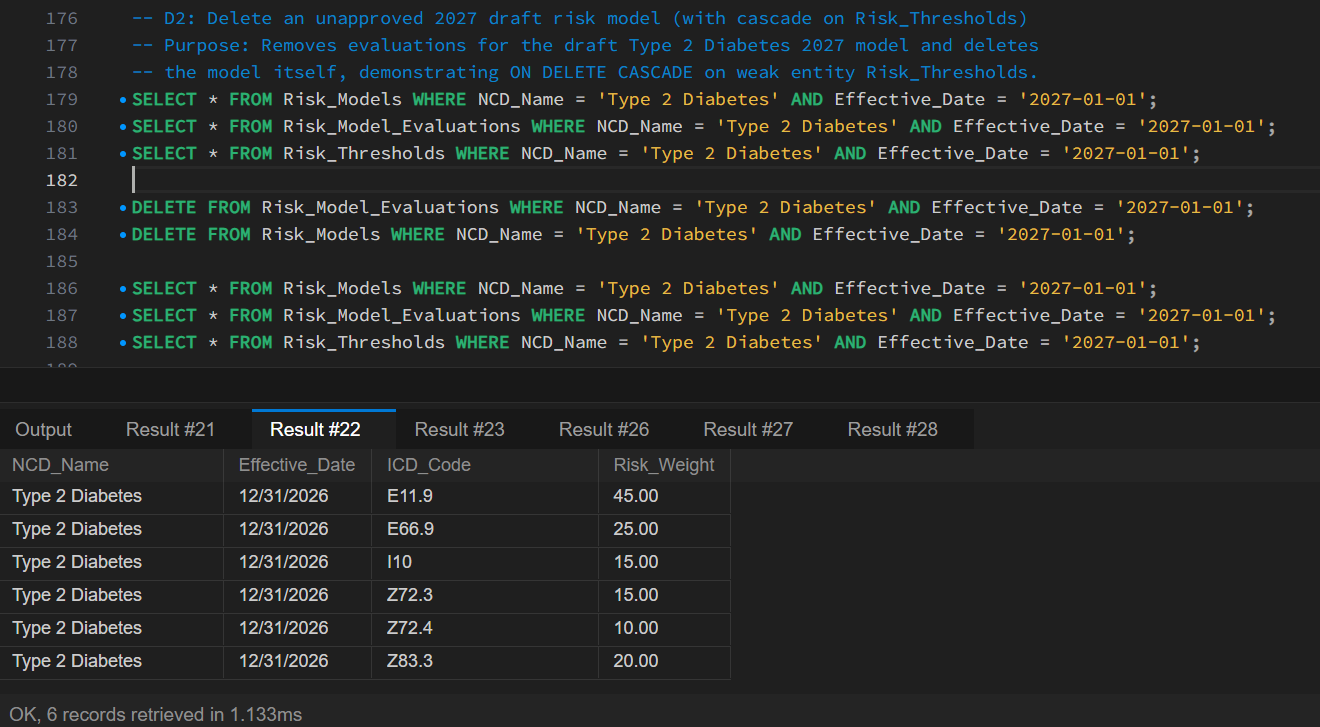 176 -- D2: Delete an unapproved 2027 draft risk model (with cascade on Risk_Thresholds)
177 -- Purpose: Removes evaluations for the draft Type 2 Diabetes 2027 model and deletes
178 -- the model itself, demonstrating ON DELETE CASCADE on weak entity Risk_Thresholds.
179 SELECT * FROM Risk_Models WHERE NCD_Name = 'Type 2 Diabetes' AND Effective_Date = '2027-01-01';
180 SELECT * FROM Risk_Model_Evaluations WHERE NCD_Name = 'Type 2 Diabetes' AND Effective_Date = '2027-01-01';
181 SELECT * FROM Risk_Thresholds WHERE NCD_Name = 'Type 2 Diabetes' AND Effective_Date = '2027-01-01';
182
183 DELETE FROM Risk_Model_Evaluations WHERE NCD_Name = 'Type 2 Diabetes' AND Effective_Date = '2027-01-01';
184 DELETE FROM Risk_Models WHERE NCD_Name = 'Type 2 Diabetes' AND Effective_Date = '2027-01-01';
185
186 SELECT * FROM Risk_Models WHERE NCD_Name = 'Type 2 Diabetes' AND Effective_Date = '2027-01-01';
187 SELECT * FROM Risk_Model_Evaluations WHERE NCD_Name = 'Type 2 Diabetes' AND Effective_Date = '2027-01-01';
188 SELECT * FROM Risk_Thresholds WHERE NCD_Name = 'Type 2 Diabetes' AND Effective_Date = '2027-01-01';
Output Result #21 Result #22 Result #23 Result #26 Result #27 Result #28
NCD_Name Effective_Date ICD_Code Risk_Weight
Type 2 Diabetes 12/31/2026 E11.9 45.00
Type 2 Diabetes 12/31/2026 E66.9 25.00
Type 2 Diabetes 12/31/2026 I10 15.00
Type 2 Diabetes 12/31/2026 Z72.3 15.00
Type 2 Diabetes 12/31/2026 Z72.4 10.00
Type 2 Diabetes 12/31/2026 Z83.3 20.00
OK, 6 records retrieved in 1.133ms